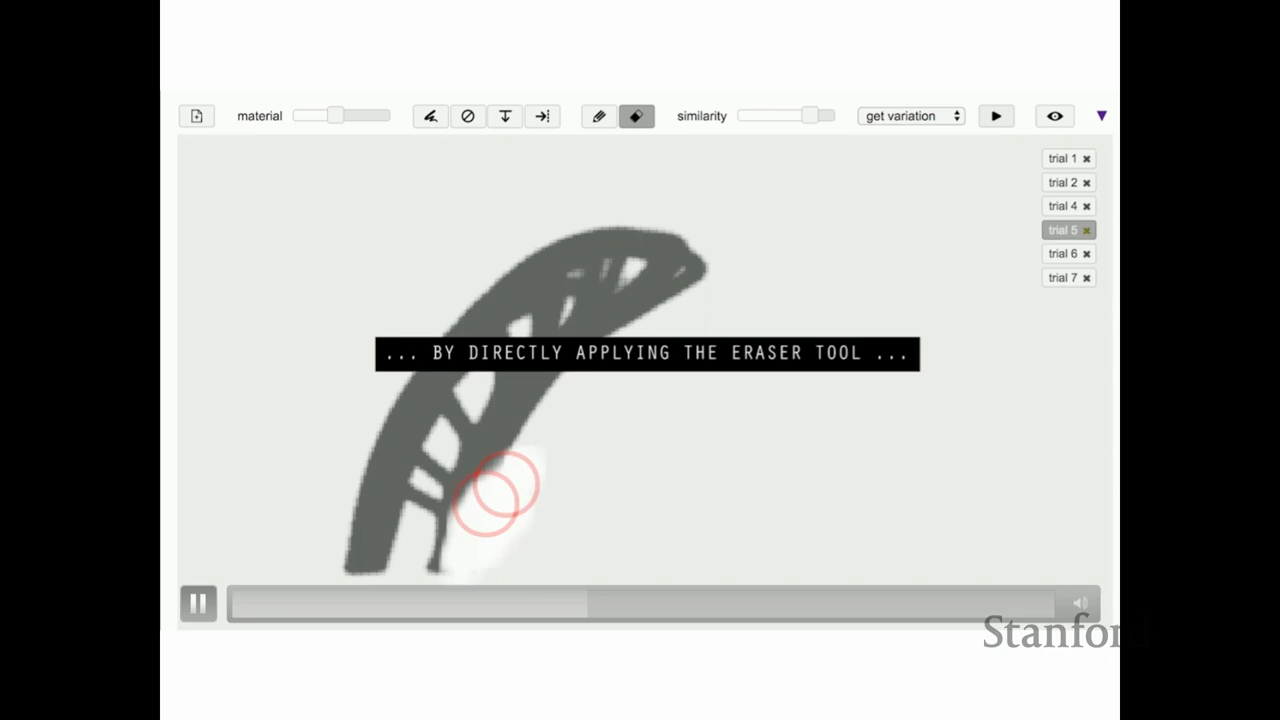 material
similarity
get variation
trial 1
trial 2
trial 4
trial 5
trial 6
trial 7
... BY DIRECTLY APPLYING THE ERASER TOOL ...
Stanford